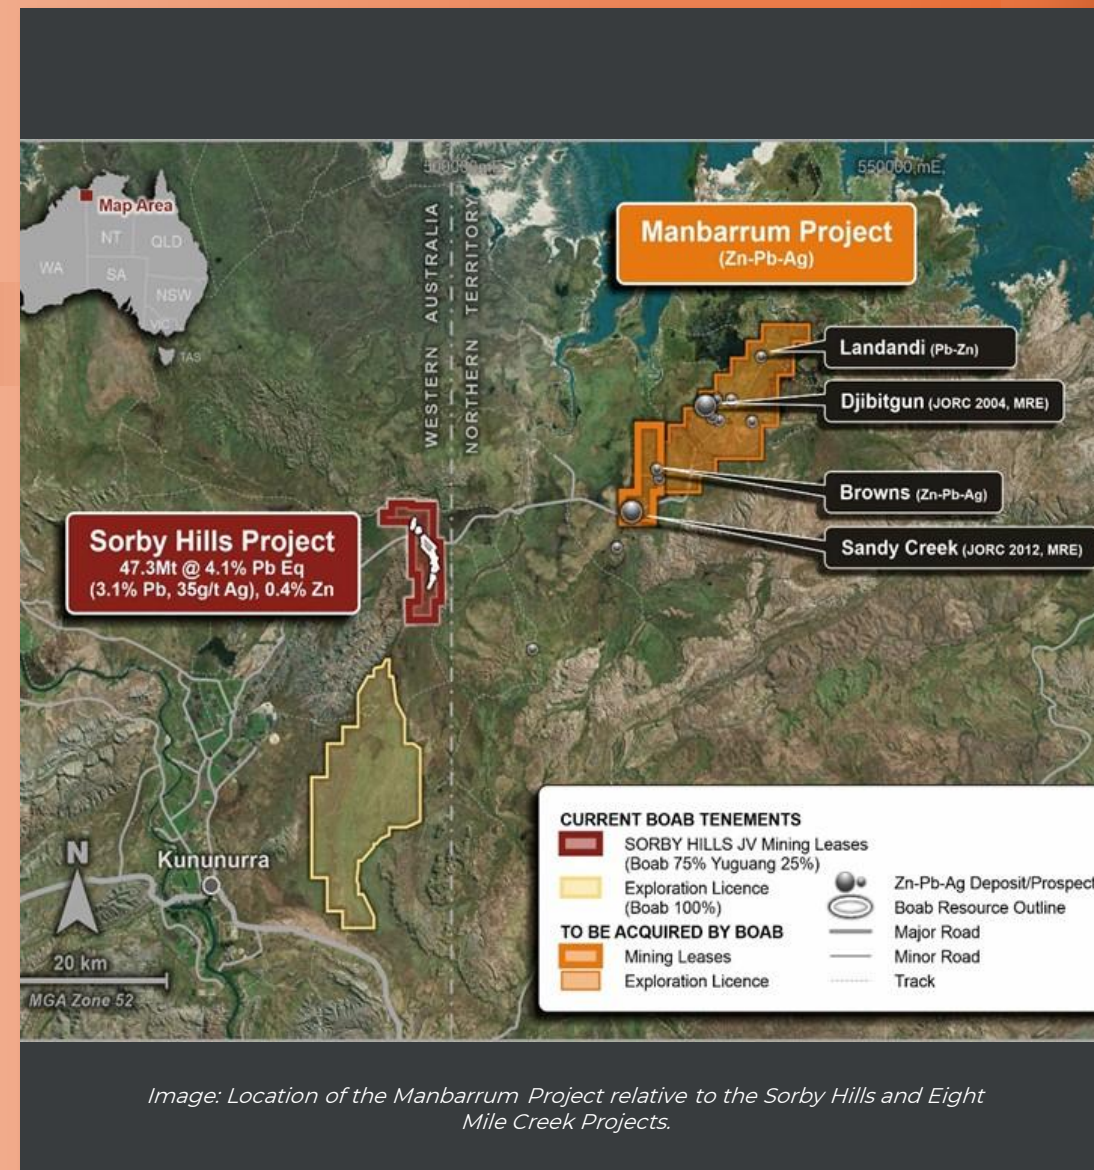 500000 mE
550000 mE
Map Area
NT
QLD
WA
SA
NSW
VIC
TAS
WESTERN AUSTRALIA
NORTHERN TERRITORY
Manbarrum Project
(Zn-Pb-Ag)
Landandi (Pb-Zn)
Djibitgun (JORC 2004, MRE)
Browns (Zn-Pb-Ag)
Sandy Creek (JORC 2012, MRE)
Sorby Hills Project
47.3Mt @ 4.1% Pb Eq
(3.1% Pb, 35g/t Ag), 0.4% Zn
Kununurra
N
20 km
MGA Zone 52
CURRENT BOAB TENEMENTS
SORBY HILLS JV Mining Leases
(Boab 75% Yuguang 25%)
Exploration Licence
(Boab 100%)
TO BE ACQUIRED BY BOAB
Mining Leases
Exploration Licence
Zn-Pb-Ag Deposit/Prospect
Boab Resource Outline
Major Road
Minor Road
Track
Image: Location of the Manbarrum Project relative to the Sorby Hills and Eight
Mile Creek Projects.